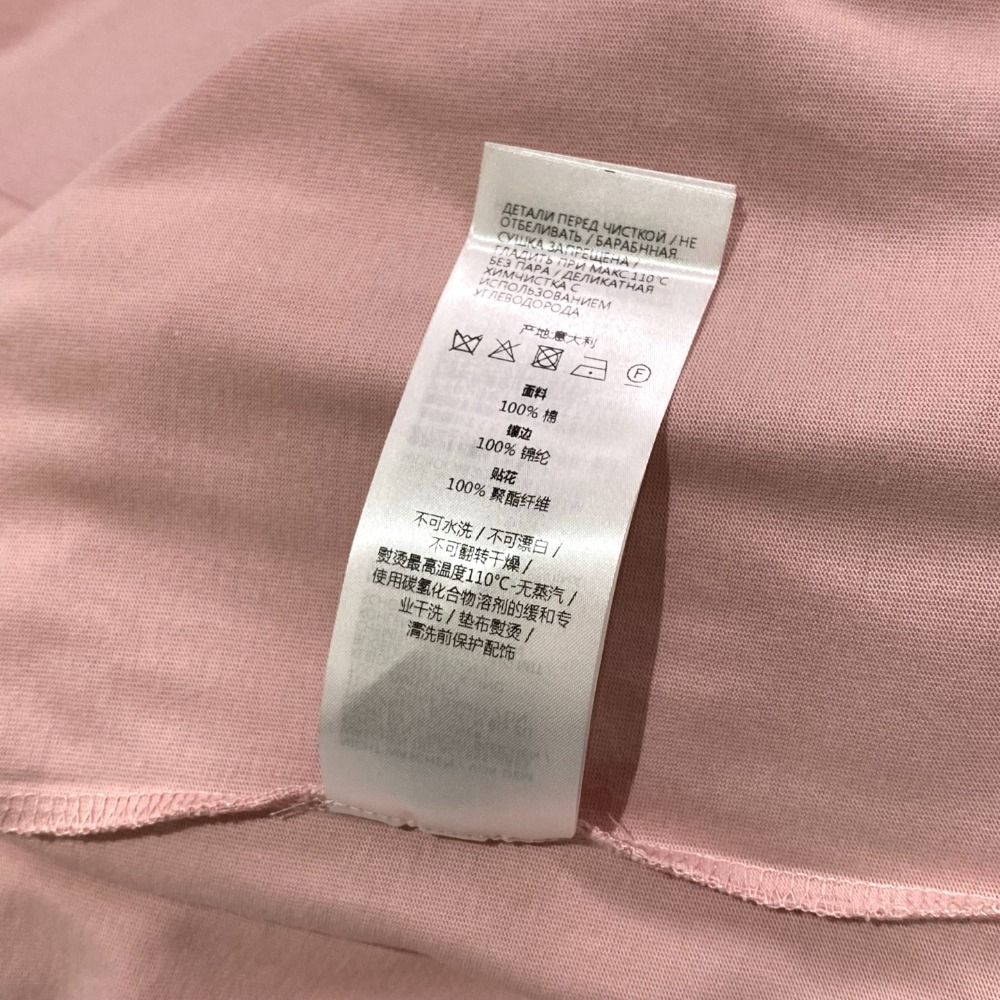 ДЕТАЛИ ПЕРЕД ЧИСТКОЙ / НЕ
ОТБЕЛИВАТЬ / БАРАБННАЯ
СУШКА ЗАПРЕЩЕНА /
ГЛАДИТЬ ПРИ МАКС 110°C
БЕЗ ПАРА / ДЕЛИКАТНАЯ
ХИМЧИСТКА С
ИСПОЛЬЗОВАНИЕМ
УГЛЕВОДОРОДА
产地:意大利
F
面料
100% 棉
镶边
100% 锦纶
贴花
100% 聚酯纤维
不可水洗 / 不可漂白 /
不可翻转干燥 /
熨烫最高温度110°C-无蒸汽 /
使用碳氢化合物溶剂的缓和专
业干洗 / 垫布熨烫 /
清洗前保护配饰